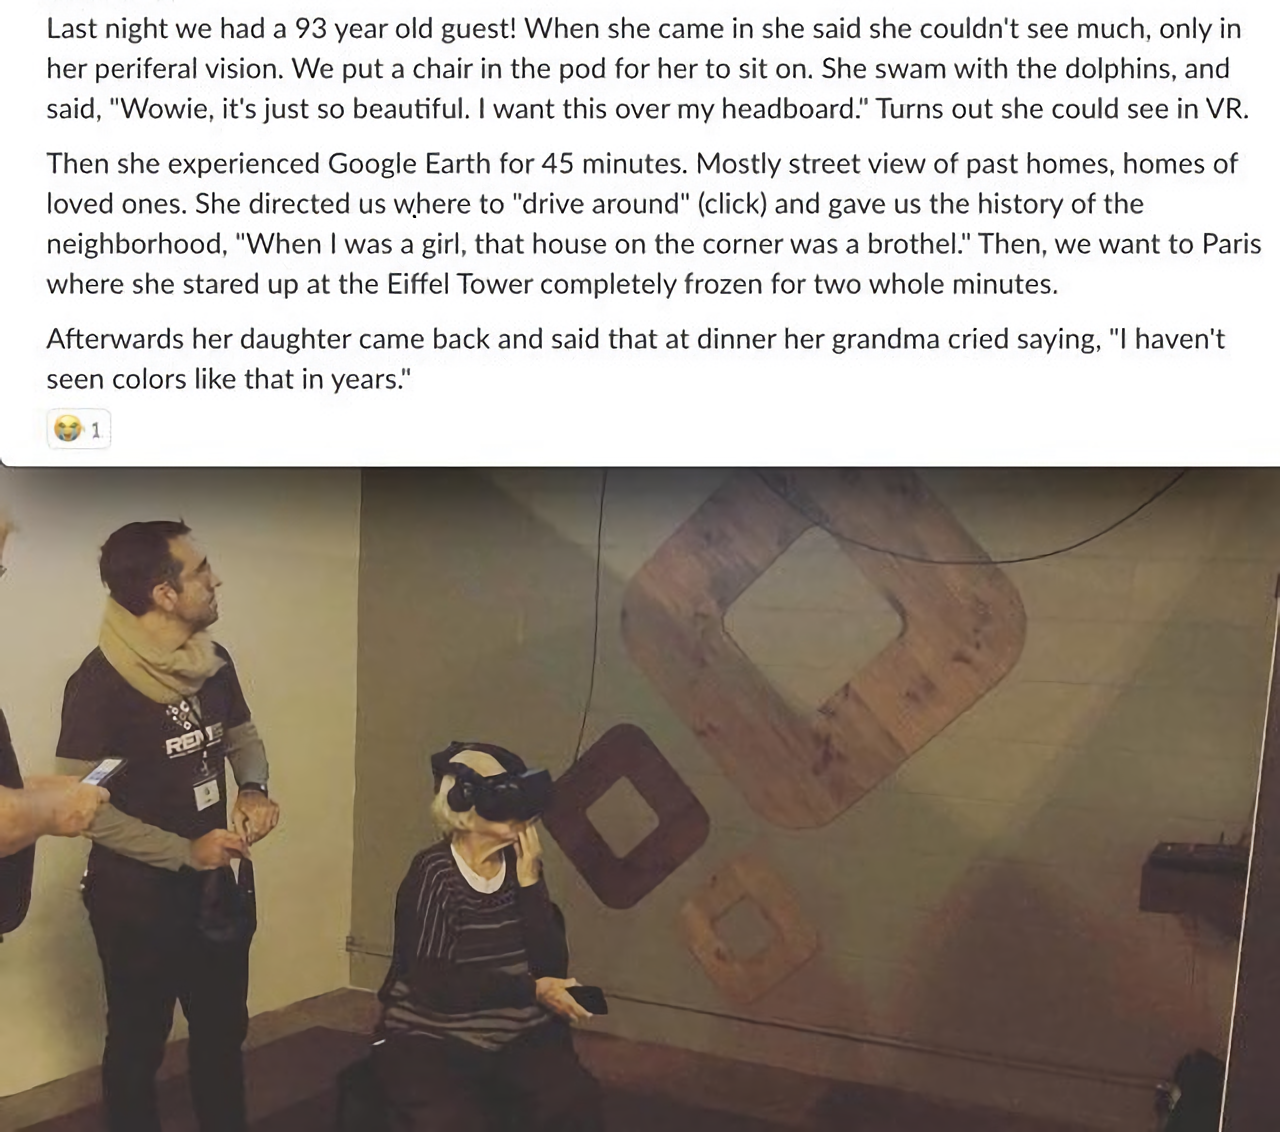 Last night we had a 93 year old guest! When she came in she said she couldn't see much, only in
her periferal vision. We put a chair in the pod for her to sit on. She swam with the dolphins, and
said, "Wowie, it's just so beautiful. I want this over my headboard." Turns out she could see in VR.
Then she experienced Google Earth for 45 minutes. Mostly street view of past homes, homes of
loved ones. She directed us where to "drive around" (click) and gave us the history of the
neighborhood, "When I was a girl, that house on the corner was a brothel." Then, we want to Paris
where she stared up at the Eiffel Tower completely frozen for two whole minutes.
Afterwards her daughter came back and said that at dinner her grandma cried saying, "I haven't
seen colors like that in years."
1